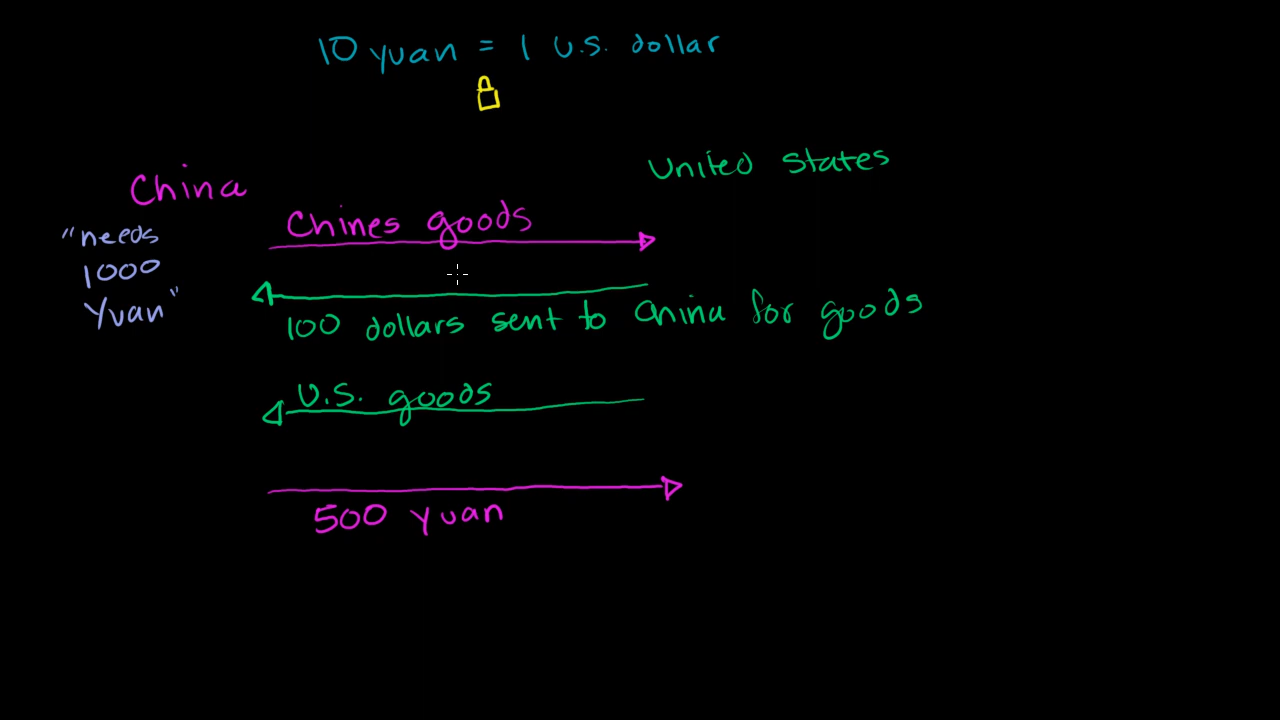 10 yuan = 1 U.S. dollar
United States
China
Chines goods
"needs
1000
Yuan"
100 dollars sent to China for goods
U.S. goods
500 yuan